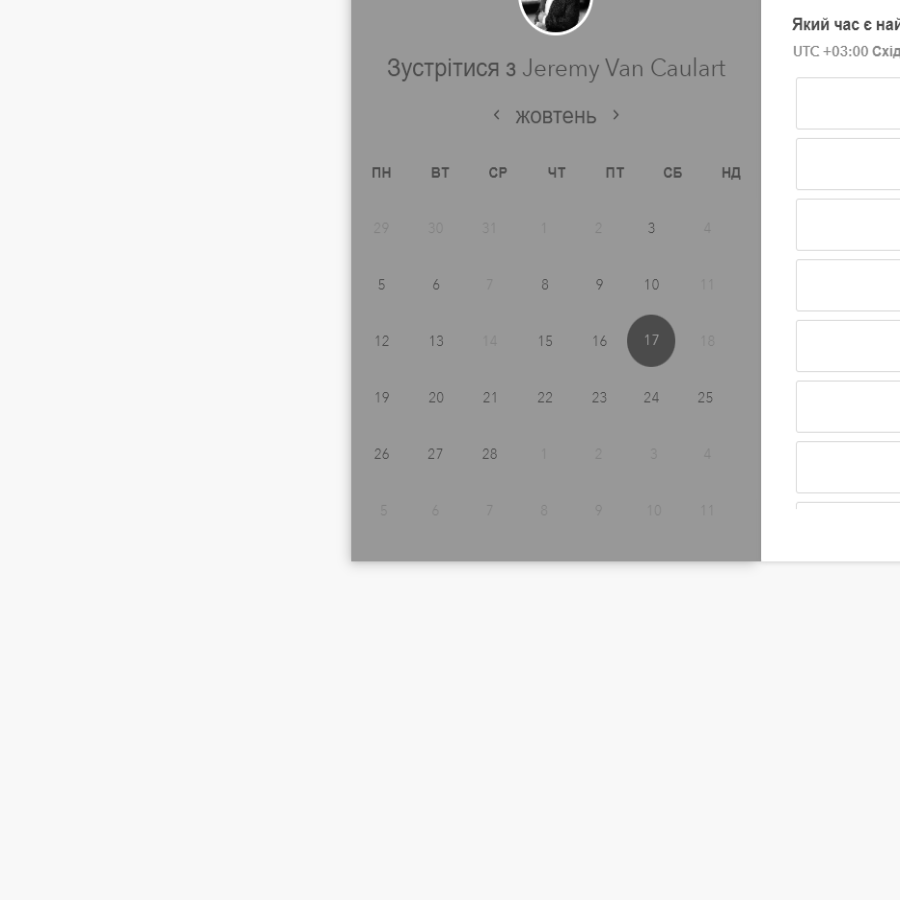 Зустрітися з Jeremy Van Caulart
‹ жовтень ›
ПН ВТ СР ЧТ ПТ СБ НД
29 30 31 1 2 3 4
5 6 7 8 9 10 11
12 13 14 15 16 17 18
19 20 21 22 23 24 25
26 27 28 1 2 3 4
5 6 7 8 9 10 11
Який час є най
UTC +03:00 Схід